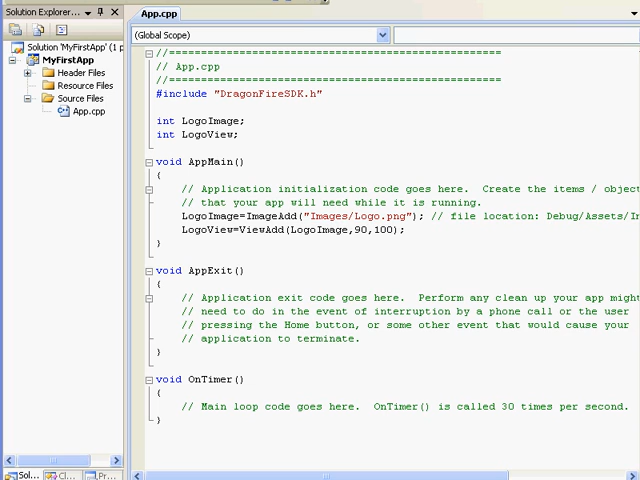 Solution Explorer...
App.cpp
(Global Scope)
Solution 'MyFirstApp' (1 p
MyFirstApp
Header Files
Resource Files
Source Files
App.cpp
//==================================================
// App.cpp
//==================================================
#include "DragonFireSDK.h"
int LogoImage;
int LogoView;
void AppMain()
{
// Application initialization code goes here.  Create the items / object
// that your app will need while it is running.
LogoImage=ImageAdd("Images/Logo.png"); // file location: Debug/Assets/Im
LogoView=ViewAdd(LogoImage,90,100);
}
void AppExit()
{
// Application exit code goes here.  Perform any clean up your app might
// need to do in the event of interruption by a phone call or the user
// pressing the Home button, or some other event that would cause your
// application to terminate.
}
void OnTimer()
{
// Main loop code goes here.  OnTimer() is called 30 times per second.
}
Sol...
Cl...
Pr...